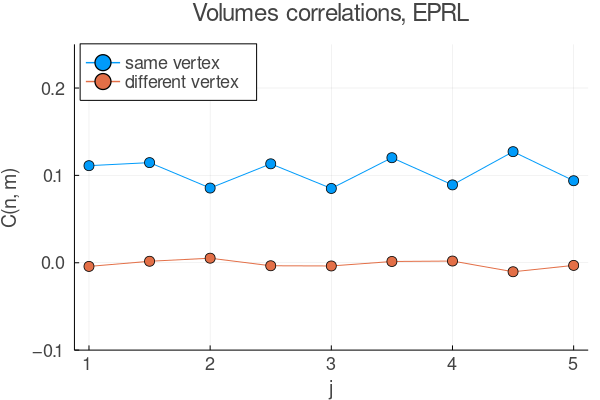 Volumes correlations, EPRL
same vertex
different vertex
0.2
0.1
0.0
−0.1
C(n, m)
1
2
3
4
5
j